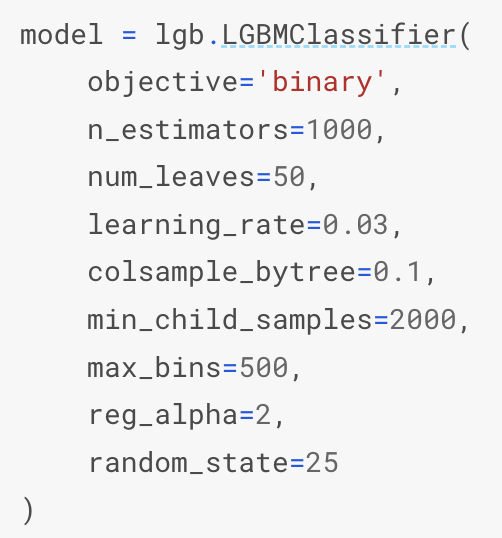 model = lgb.LGBMClassifier(
    objective='binary',
    n_estimators=1000,
    num_leaves=50,
    learning_rate=0.03,
    colsample_bytree=0.1,
    min_child_samples=2000,
    max_bins=500,
    reg_alpha=2,
    random_state=25
)